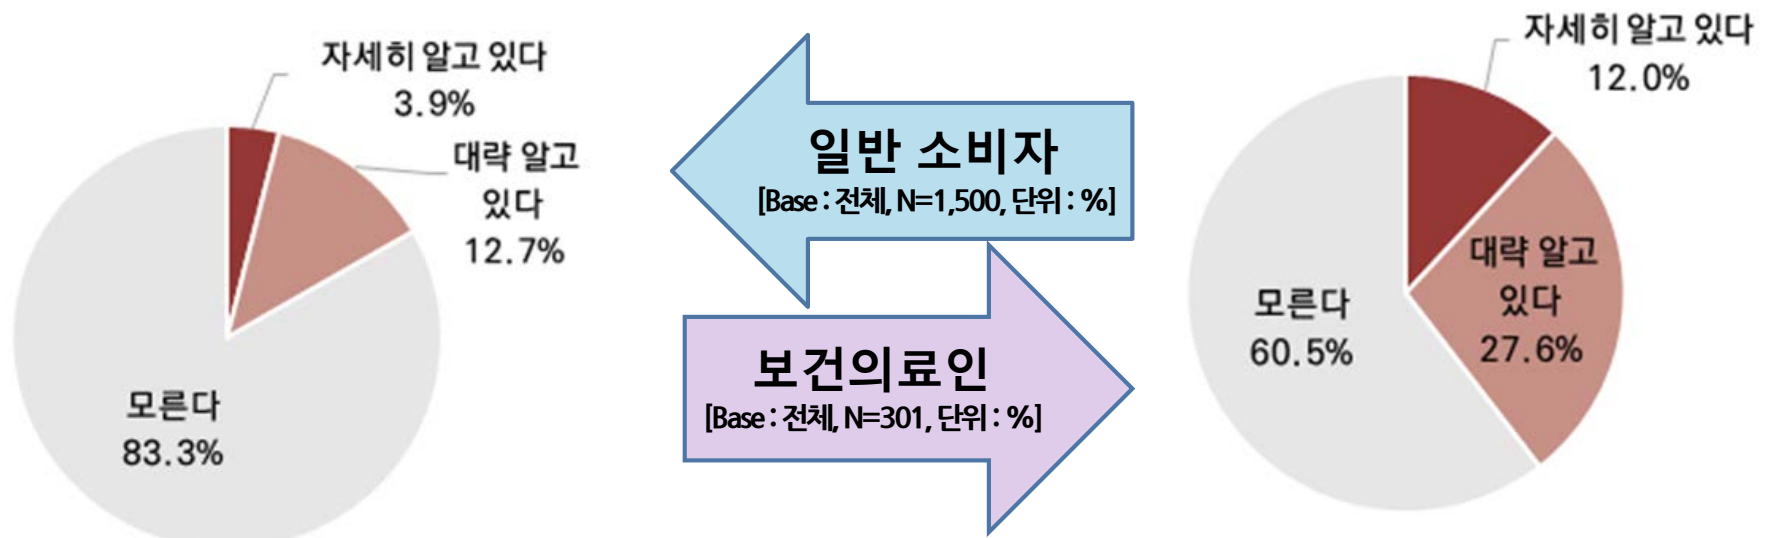 자세히 알고 있다
3.9%
대략 알고
있다
12.7%
모른다
83.3%
일반 소비자
[Base : 전체, N=1,500, 단위 : %]
보건의료인
[Base : 전체, N=301, 단위 : %]
자세히 알고 있다
12.0%
대략 알고
있다
27.6%
모른다
60.5%